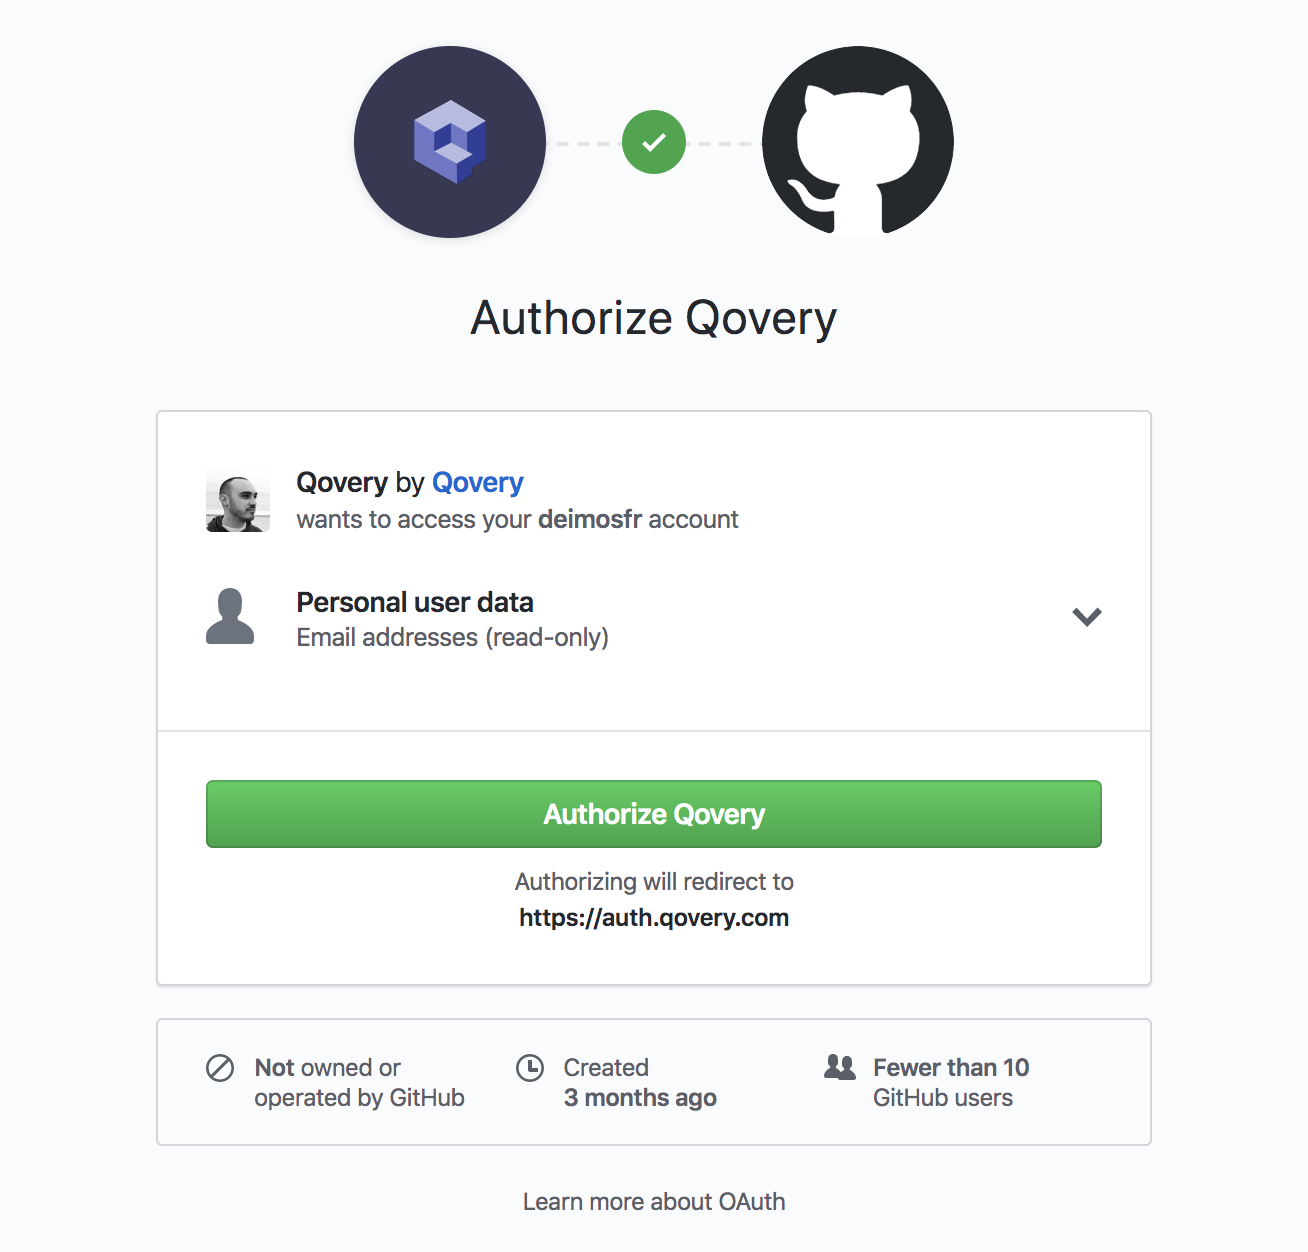 Authorize Qovery
Qovery by Qovery
wants to access your deimosfr account
Personal user data
Email addresses (read-only)
Authorize Qovery
Authorizing will redirect to
https://auth.qovery.com
Not owned or
operated by GitHub
Created
3 months ago
Fewer than 10
GitHub users
Learn more about OAuth